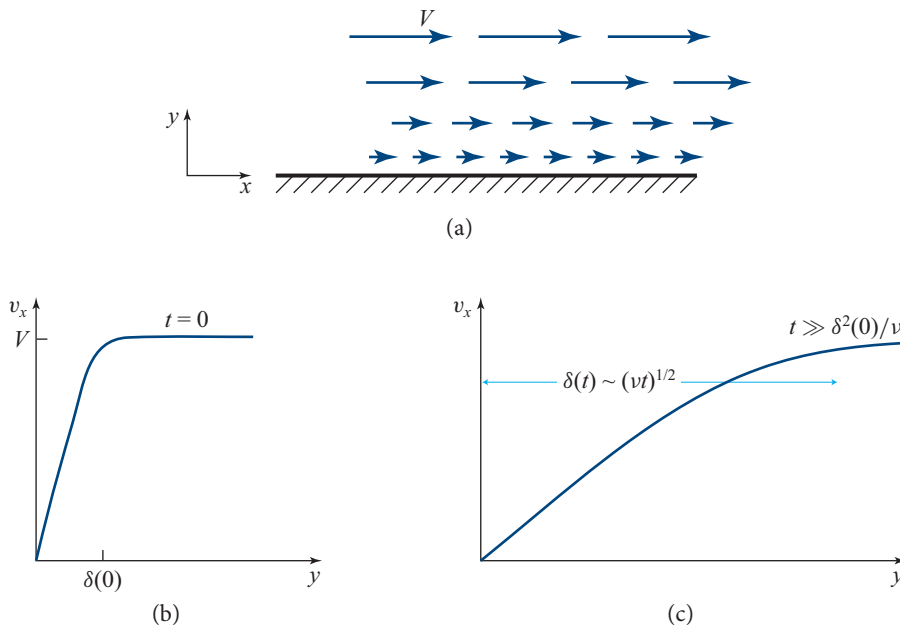 V
y
x
(a)
v_x
t = 0
V
δ(0)
y
(b)
v_x
t ≫ δ²(0)/ν
δ(t) ~ (νt)^{1/2}
y
(c)